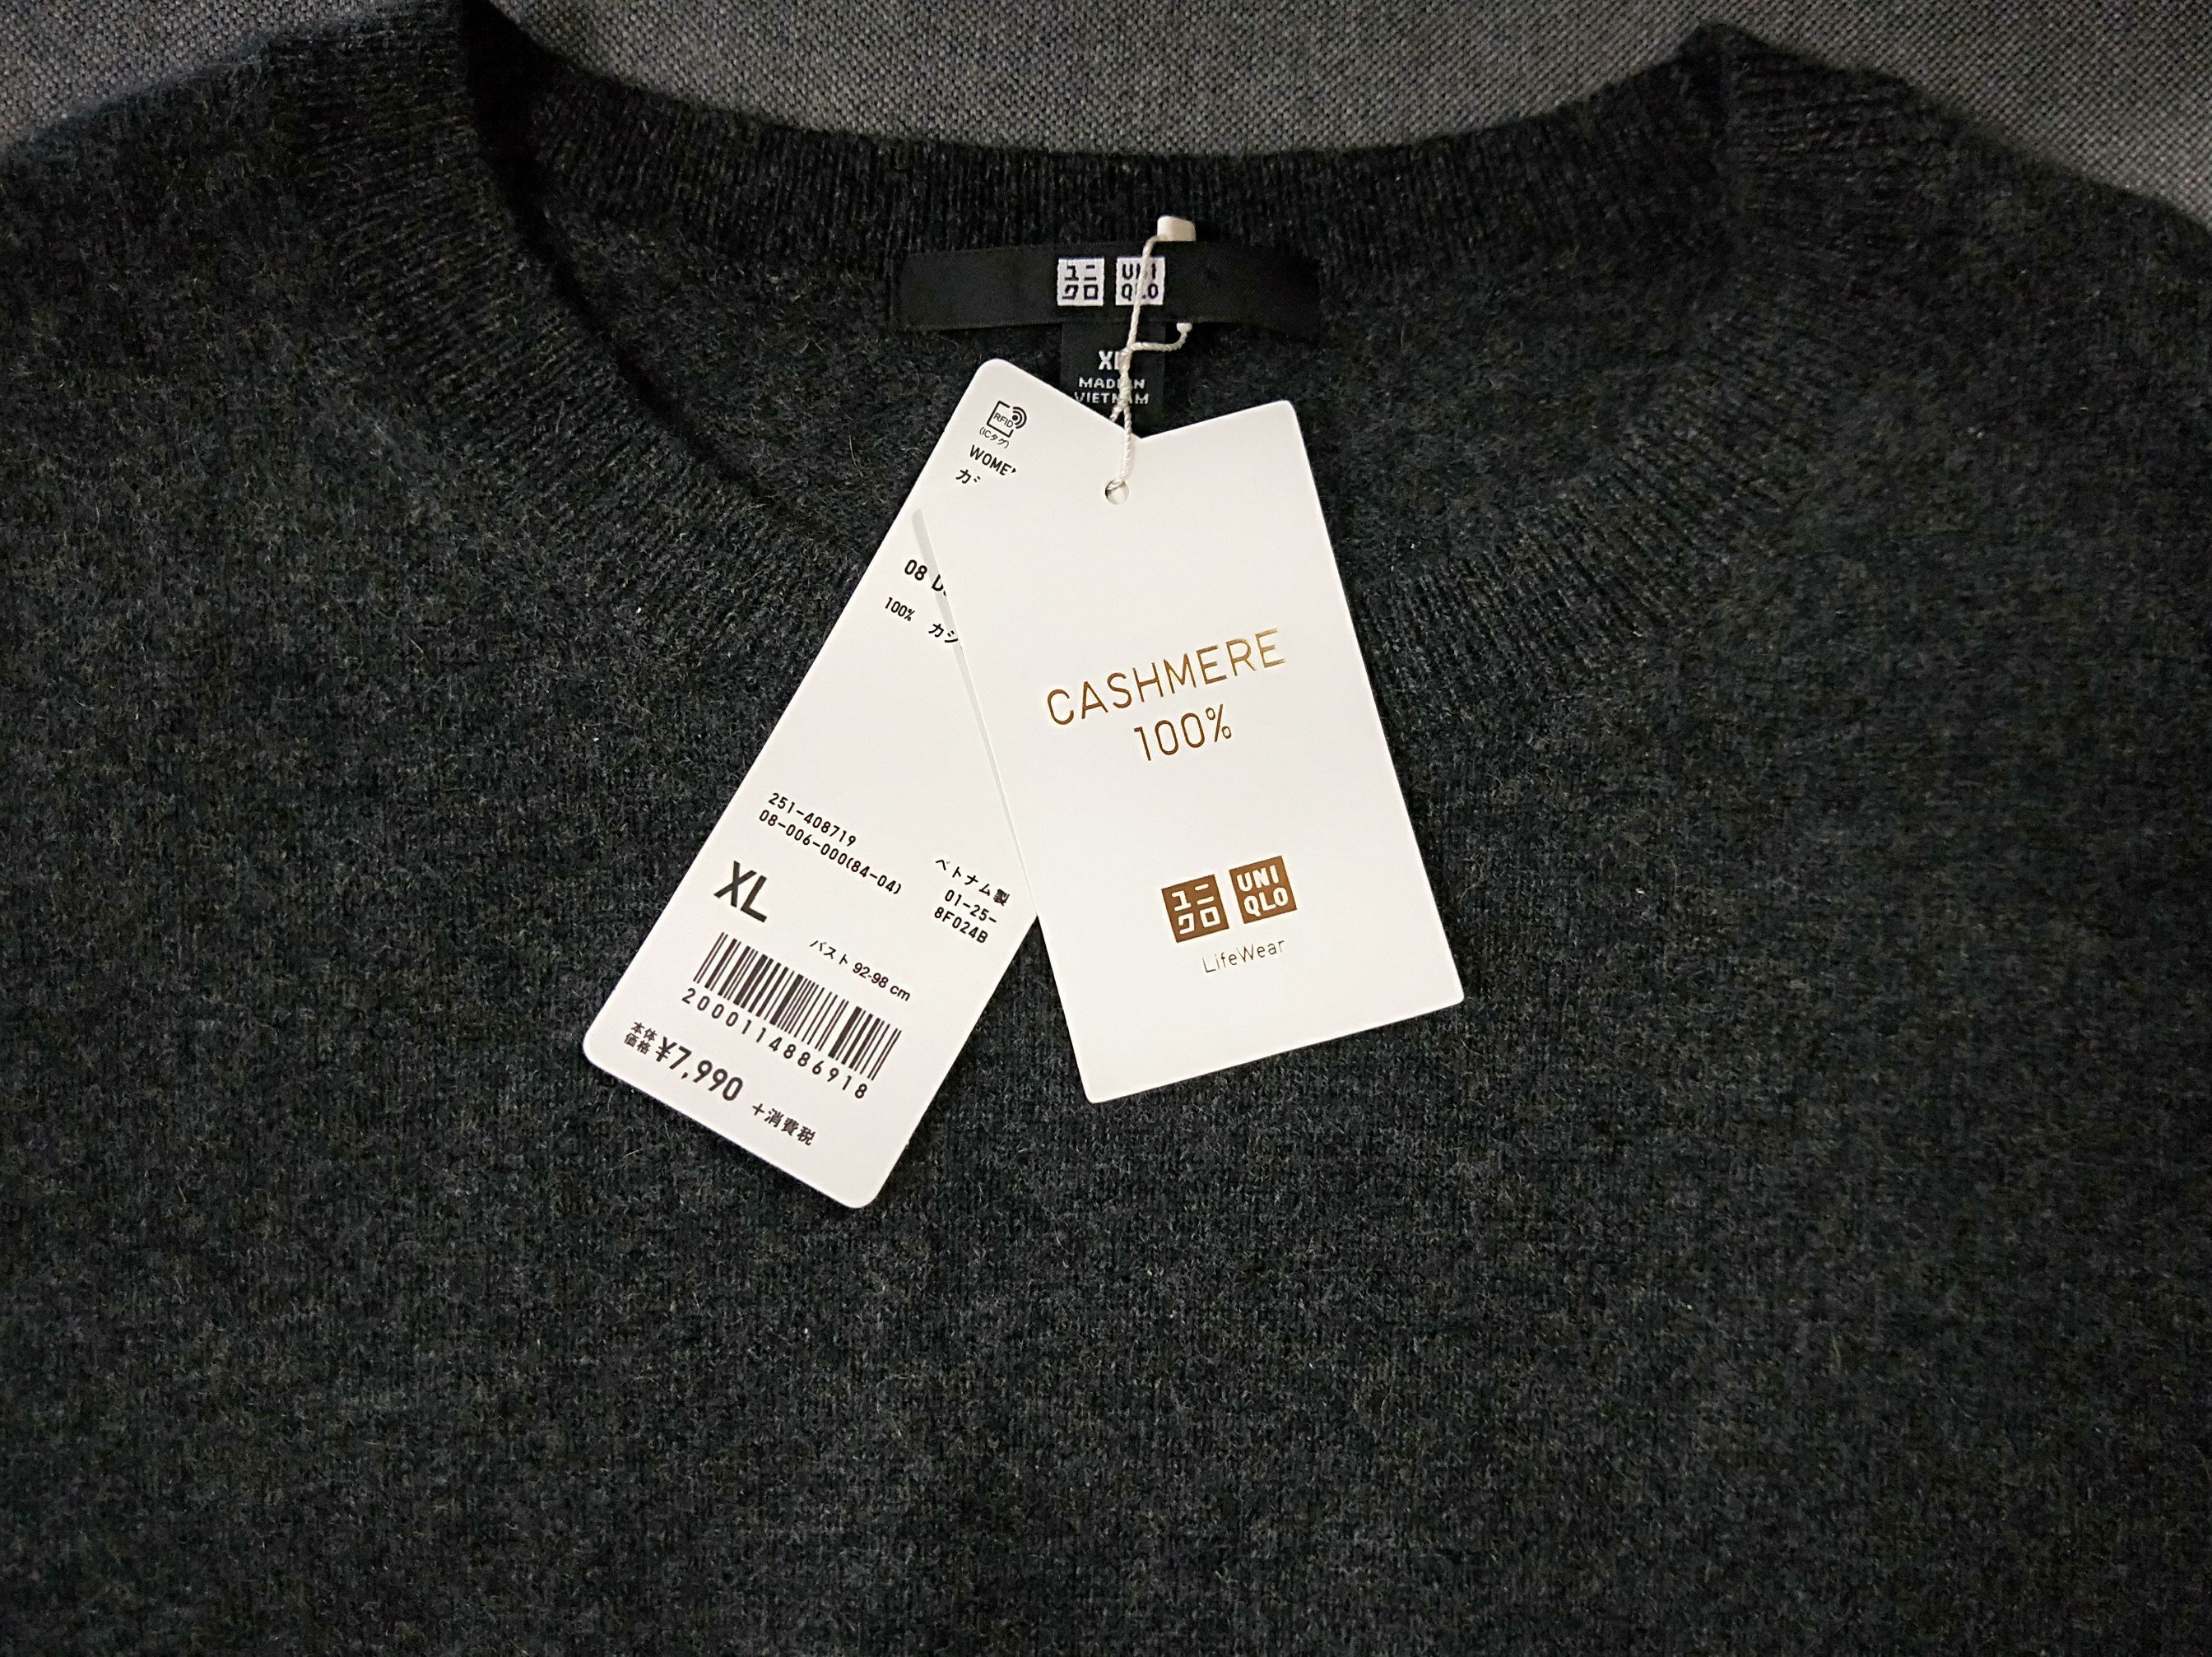 ユニ
クロ
UNI
QLO
XL
MADE IN
VIETNAM
RFID
(ICタグ)
08
100%
251-408719
08-006-000(84-04)
ベトナム製
01-25-
8F024B
XL
バスト 92-98 cm
2000114886918
本体
価格 ¥7,990 +消費税
CASHMERE
100%
ユニ
クロ
UNI
QLO
LifeWear